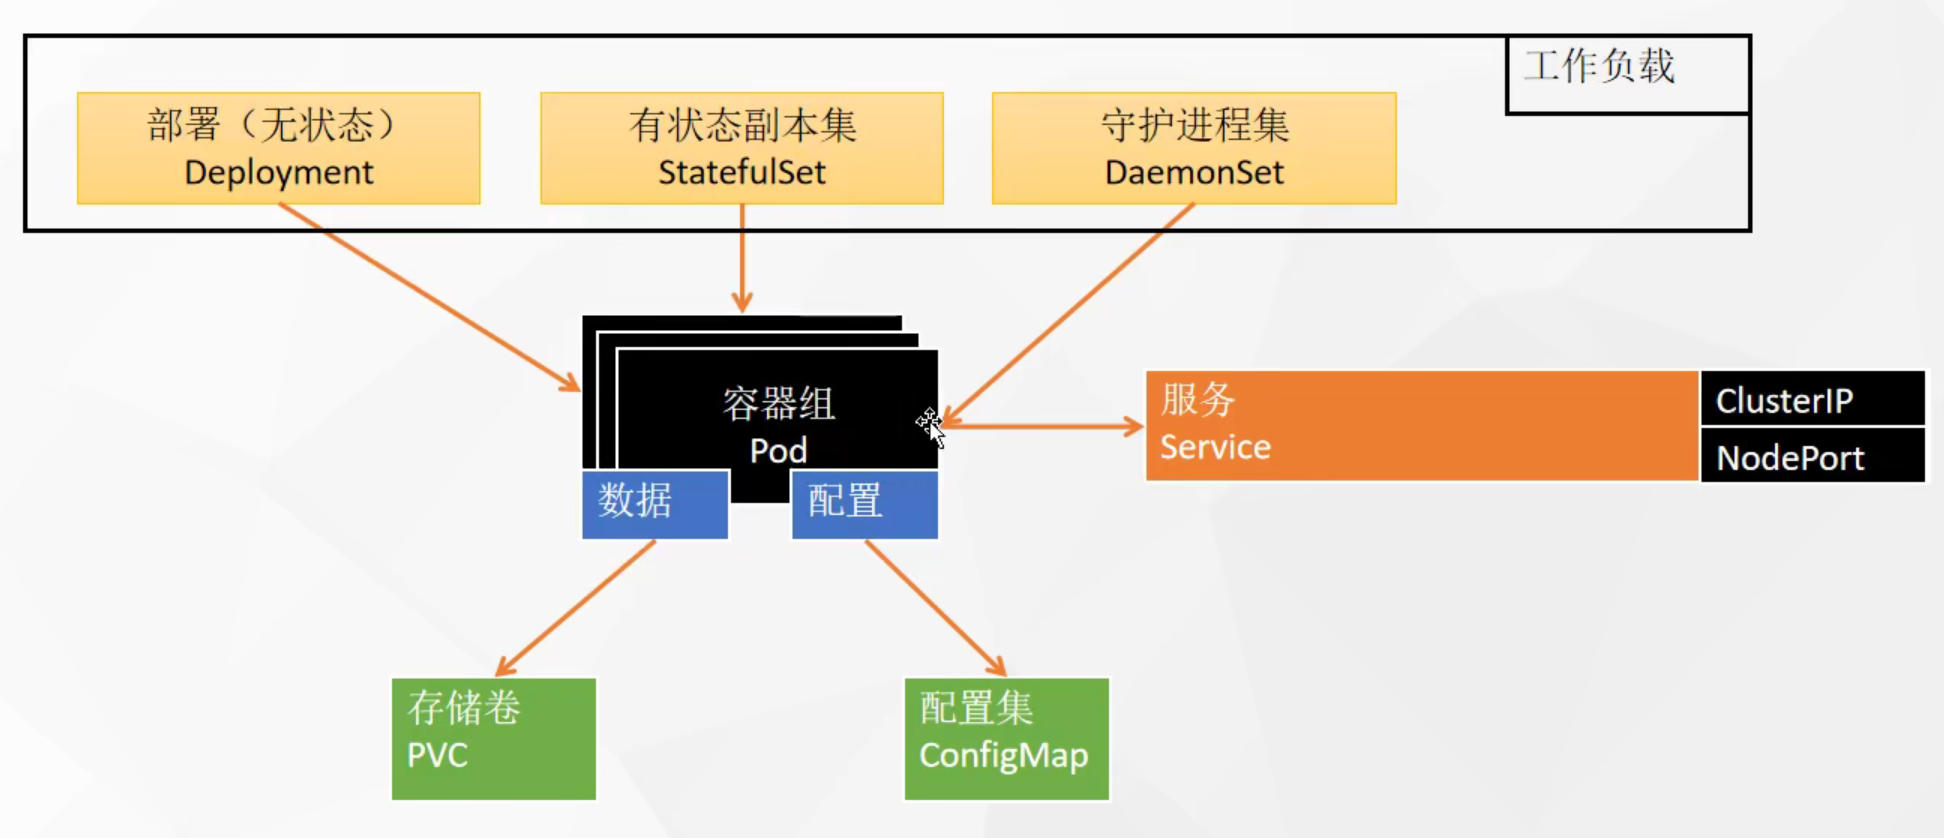 工作负载
部署（无状态）
Deployment
有状态副本集
StatefulSet
守护进程集
DaemonSet
容器组
Pod
数据
配置
服务
Service
ClusterIP
NodePort
存储卷
PVC
配置集
ConfigMap